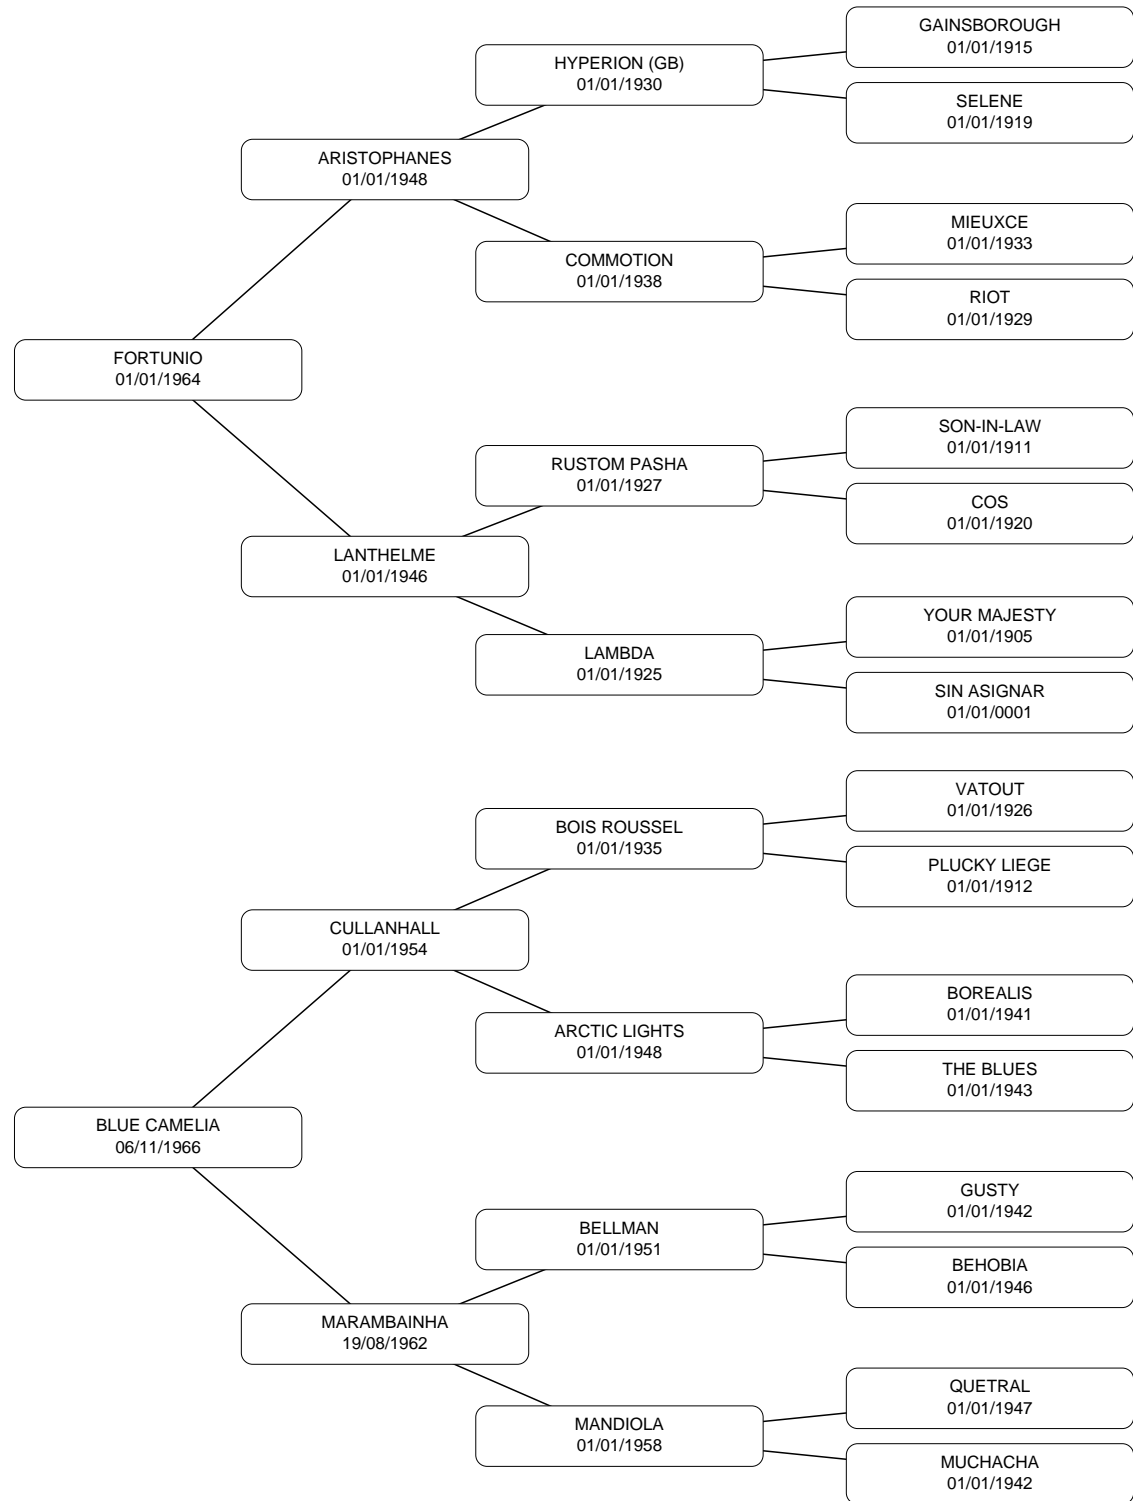 GAINSBOROUGH
01/01/1915
HYPERION (GB)
01/01/1930
SELENE
01/01/1919
ARISTOPHANES
01/01/1948
MIEUXCE
01/01/1933
COMMOTION
01/01/1938
RIOT
01/01/1929
FORTUNIO
01/01/1964
SON-IN-LAW
01/01/1911
RUSTOM PASHA
01/01/1927
COS
01/01/1920
LANTHELME
01/01/1946
YOUR MAJESTY
01/01/1905
LAMBDA
01/01/1925
SIN ASIGNAR
01/01/0001
VATOUT
01/01/1926
BOIS ROUSSEL
01/01/1935
PLUCKY LIEGE
01/01/1912
CULLANHALL
01/01/1954
BOREALIS
01/01/1941
ARCTIC LIGHTS
01/01/1948
THE BLUES
01/01/1943
BLUE CAMELIA
06/11/1966
GUSTY
01/01/1942
BELLMAN
01/01/1951
BEHOBIA
01/01/1946
MARAMBAINHA
19/08/1962
QUETRAL
01/01/1947
MANDIOLA
01/01/1958
MUCHACHA
01/01/1942